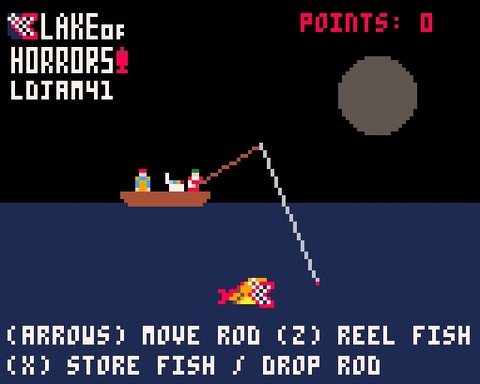 LAKE OF
POINTS: 0
HORRORS!
LDJAM41
(ARROWS) MOVE ROD (Z) REEL FISH
(X) STORE FISH / DROP ROD